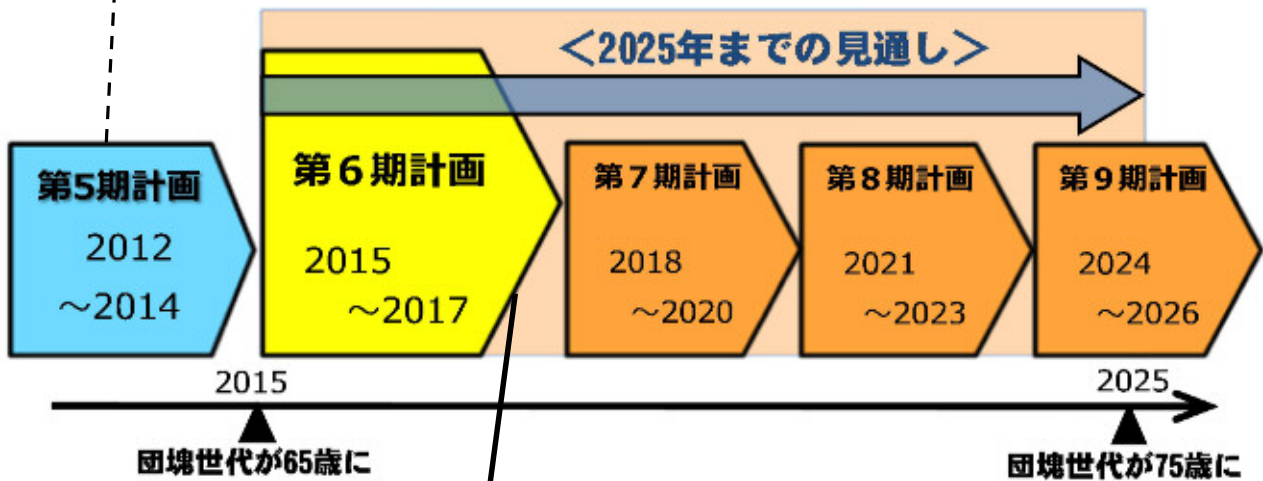 ＜2025年までの見通し＞
第5期計画
2012
～2014
第６期計画
2015
～2017
第７期計画
2018
～2020
第８期計画
2021
～2023
第９期計画
2024
～2026
2015
2025
団塊世代が65歳に
団塊世代が75歳に